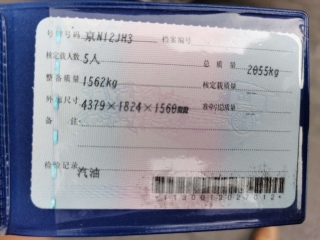 号牌号码 京N12JH3 档案编号
核定载人数 5人 总质量 2055kg
整备质量 1562kg 核定载质量
外廓尺寸 4379×1824×1560mm 准牵引总质量
备注
检验记录 汽油